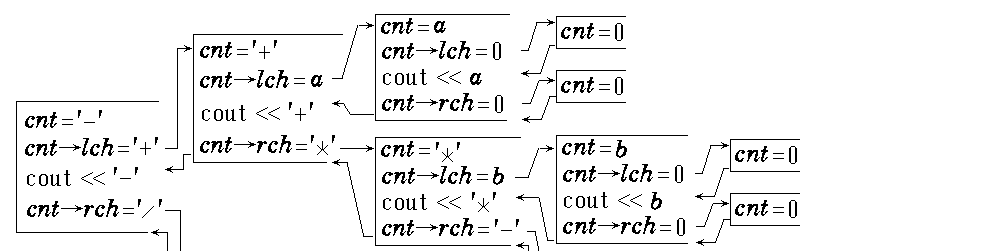 cnt='−'
cnt→lch='+'
cout << '−'
cnt→rch='/'
cnt='+'
cnt→lch=a
cout << '+'
cnt→rch='*'
cnt=a
cnt→lch=0
cout << a
cnt→rch=0
cnt=0
cnt=0
cnt='*'
cnt→lch=b
cout << '*'
cnt→rch='−'
cnt=b
cnt→lch=0
cout << b
cnt→rch=0
cnt=0
cnt=0